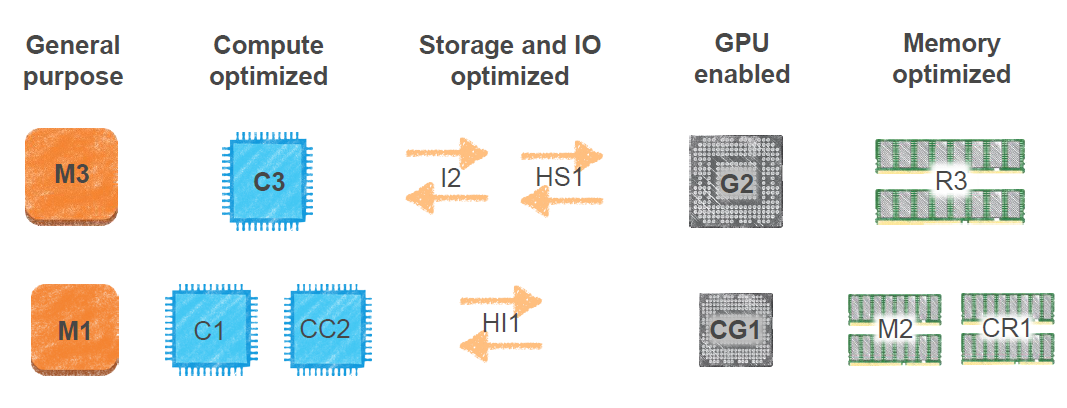 General
purpose
Compute
optimized
Storage and IO
optimized
GPU
enabled
Memory
optimized
M3
C3
I2
HS1
G2
R3
M1
C1
CC2
HI1
CG1
M2
CR1